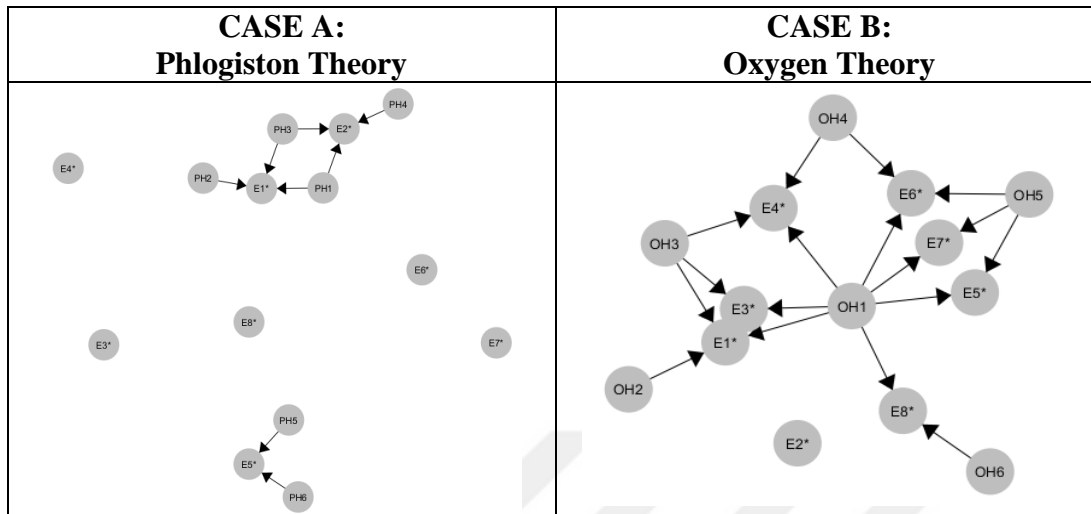 CASE A:
Phlogiston Theory
CASE B:
Oxygen Theory
PH4
PH3
E2*
E4*
PH2
E1*
PH1
E6*
E8*
E3*
E7*
PH5
E5*
PH6
OH4
E6*
OH5
E4*
OH3
E7*
E5*
E3*
OH1
E1*
OH2
E8*
E2*
OH6